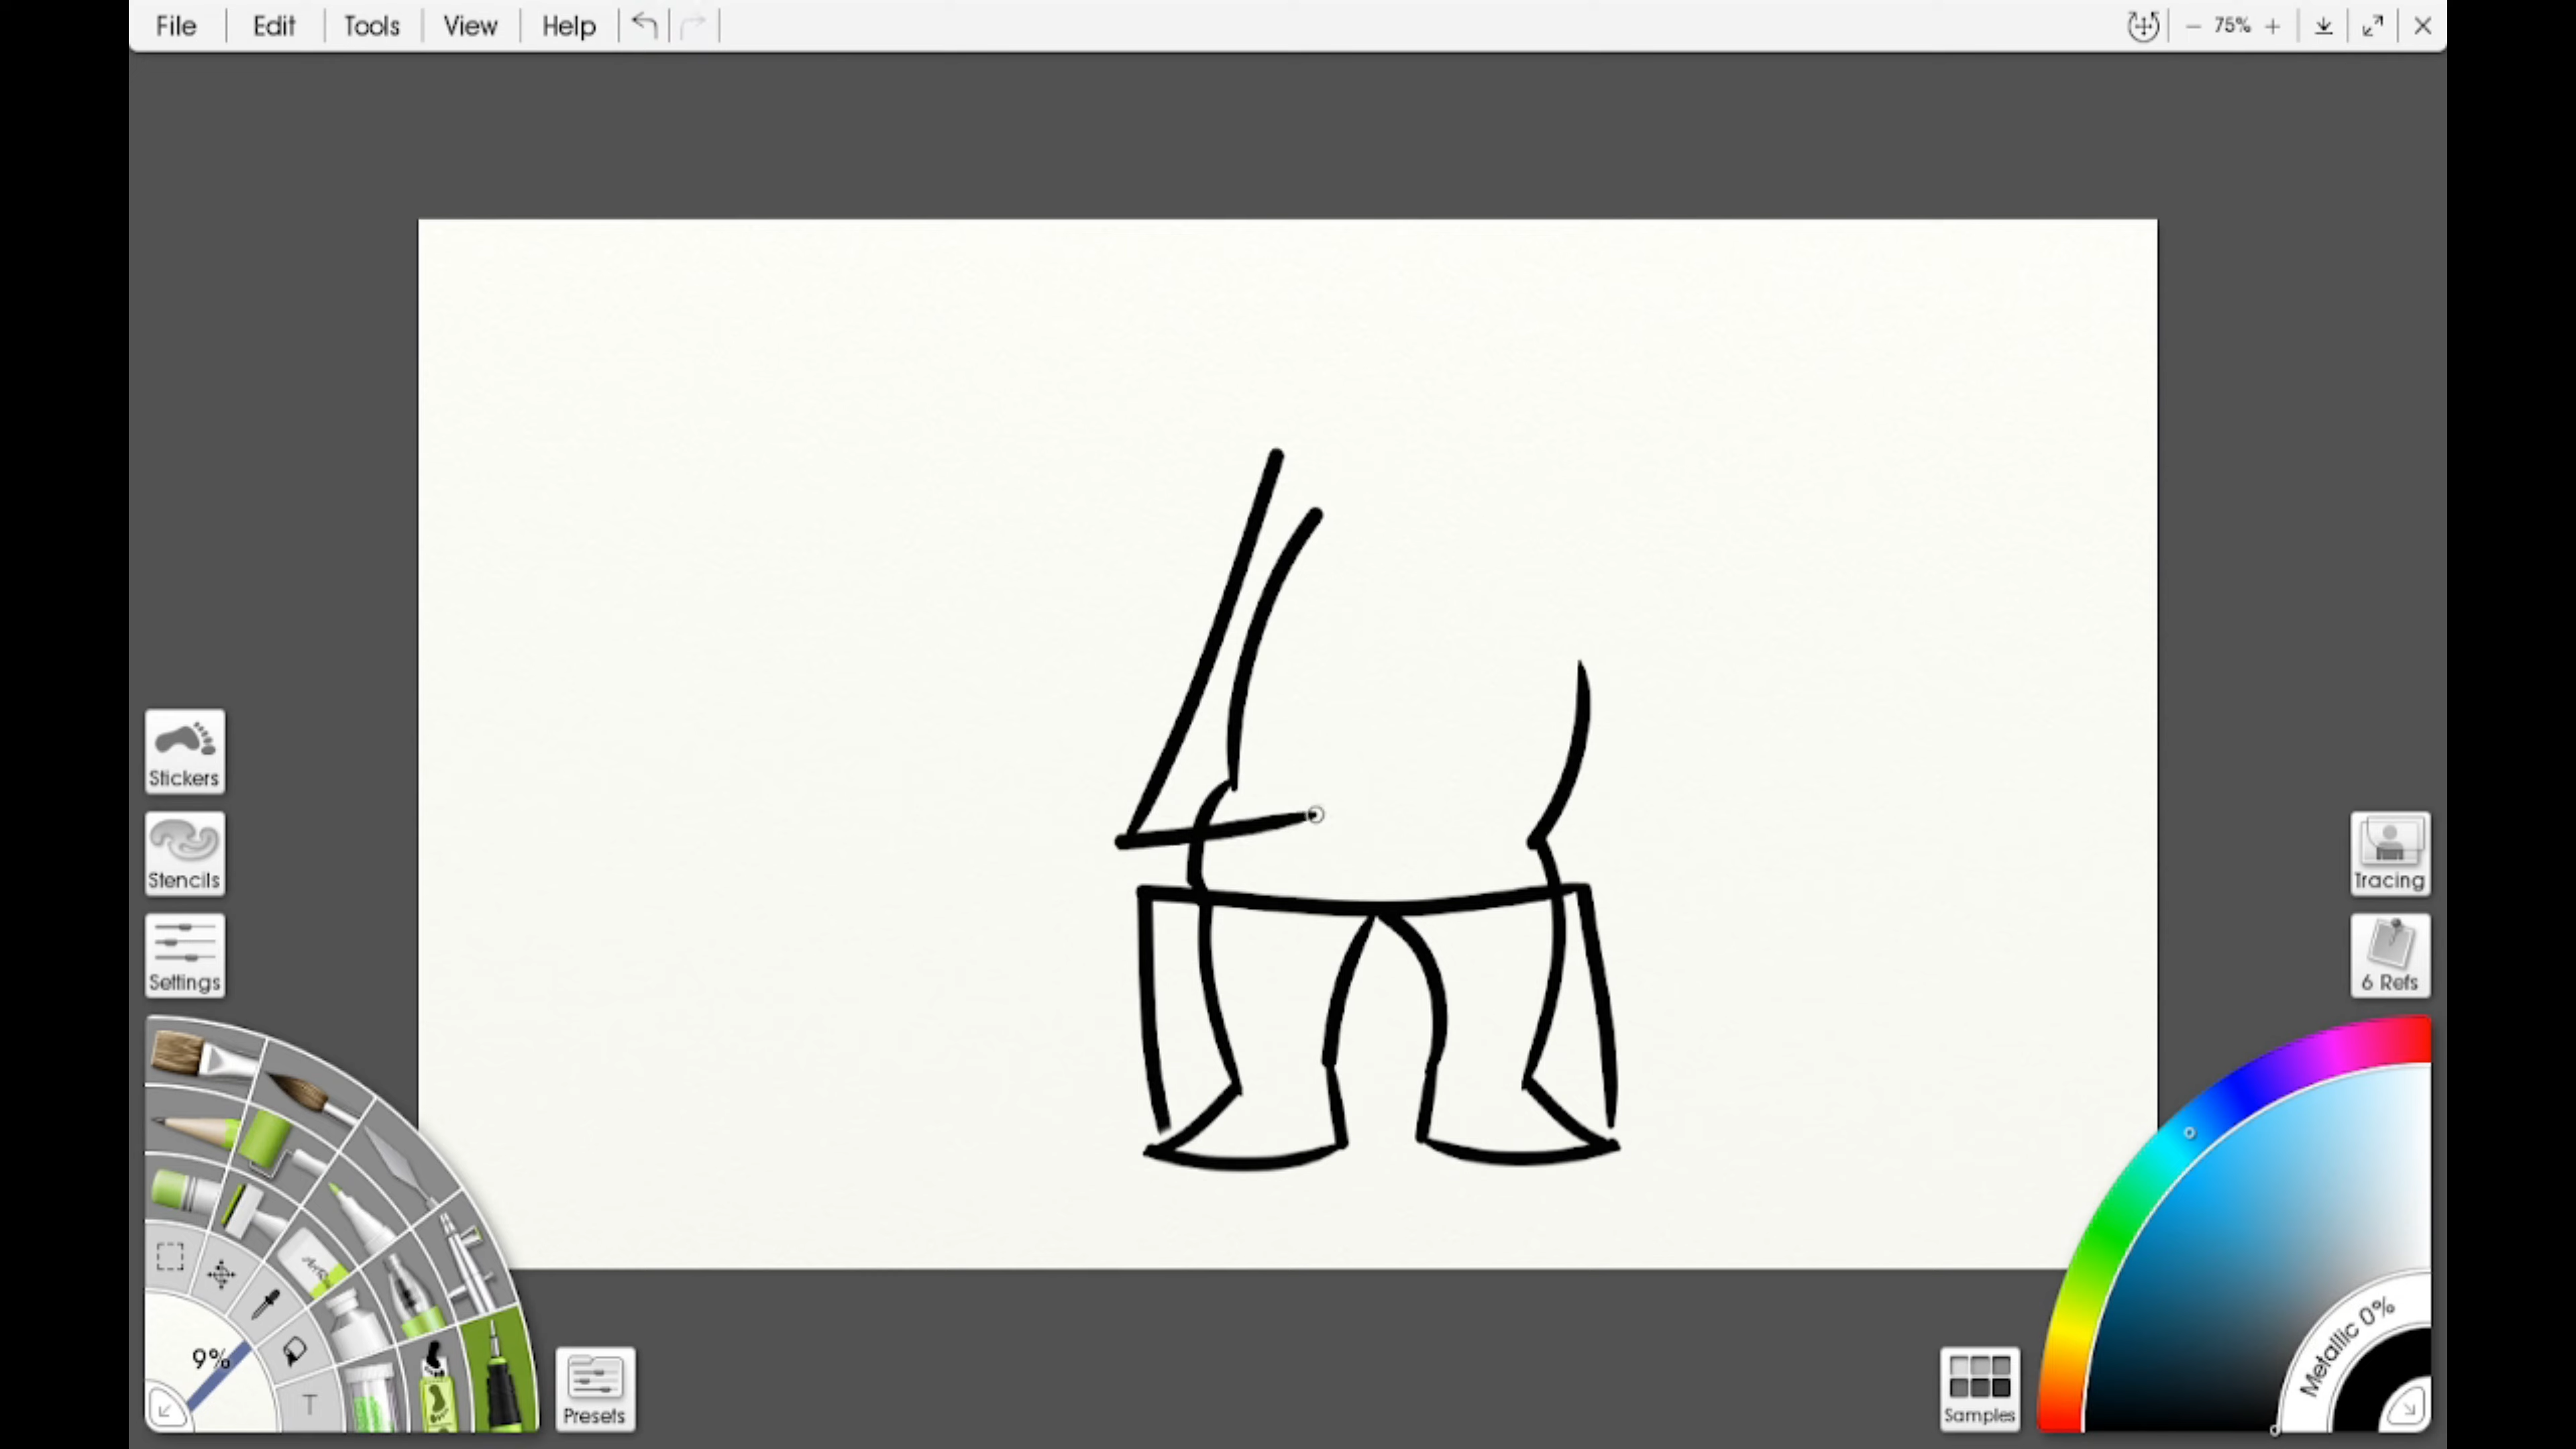 File Edit Tools View Help 75%
Stickers
Stencils
Settings
Tracing
6 Refs
9%
T
Presets
Samples
Metallic 0%